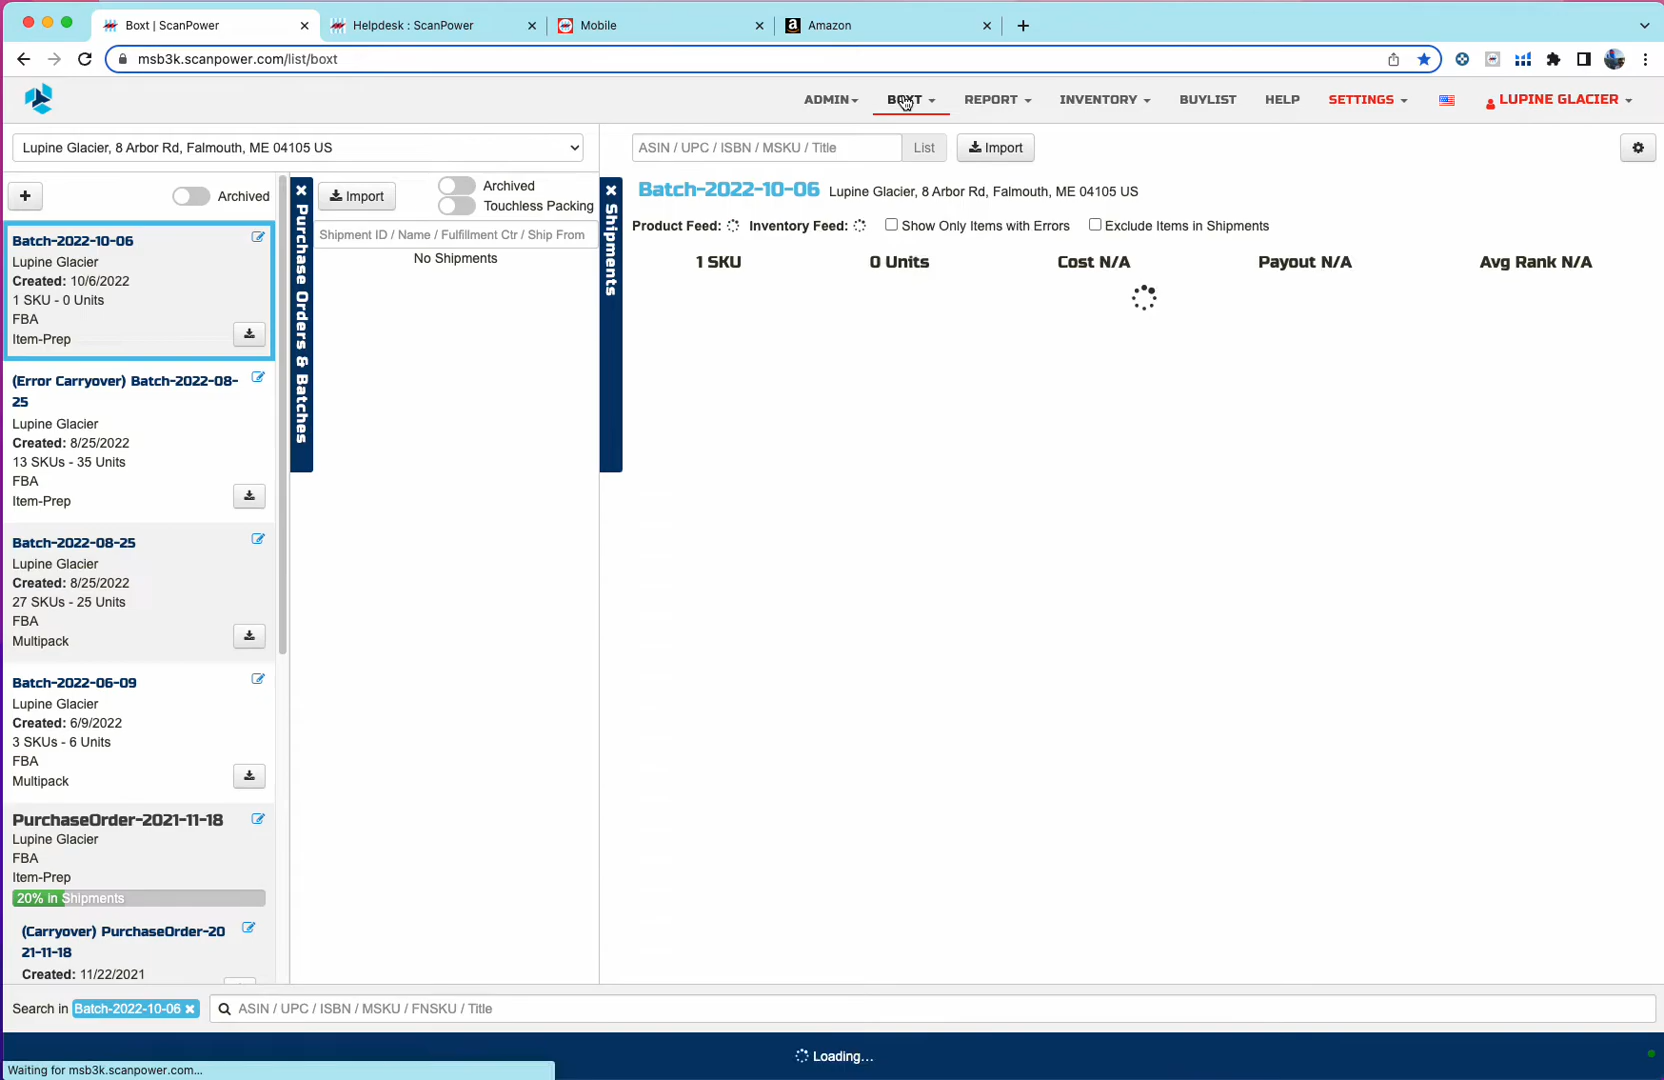 Boxt | ScanPower
Helpdesk : ScanPower
Mobile
Amazon
msb3k.scanpower.com/list/boxt
ADMIN
BOXT
REPORT
INVENTORY
BUYLIST
HELP
SETTINGS
LUPINE GLACIER
Lupine Glacier, 8 Arbor Rd, Falmouth, ME 04105 US
ASIN / UPC / ISBN / MSKU / Title
List
Import
Archived
Batch-2022-10-06
Lupine Glacier
Created: 10/6/2022
1 SKU - 0 Units
FBA
Item-Prep
(Error Carryover) Batch-2022-08-
25
Lupine Glacier
Created: 8/25/2022
13 SKUs - 35 Units
FBA
Item-Prep
Batch-2022-08-25
Lupine Glacier
Created: 8/25/2022
27 SKUs - 25 Units
FBA
Multipack
Batch-2022-06-09
Lupine Glacier
Created: 6/9/2022
3 SKUs - 6 Units
FBA
Multipack
PurchaseOrder-2021-11-18
Lupine Glacier
FBA
Item-Prep
20% in Shipments
(Carryover) PurchaseOrder-20
21-11-18
Created: 11/22/2021
Purchase Orders & Batches
Import
Archived
Touchless Packing
Shipment ID / Name / Fulfillment Ctr / Ship From
No Shipments
Shipments
Batch-2022-10-06 Lupine Glacier, 8 Arbor Rd, Falmouth, ME 04105 US
Product Feed: Inventory Feed: Show Only Items with Errors Exclude Items in Shipments
1 SKU 0 Units Cost N/A Payout N/A Avg Rank N/A
Search in Batch-2022-10-06 ASIN / UPC / ISBN / MSKU / FNSKU / Title
Loading...
Waiting for msb3k.scanpower.com...